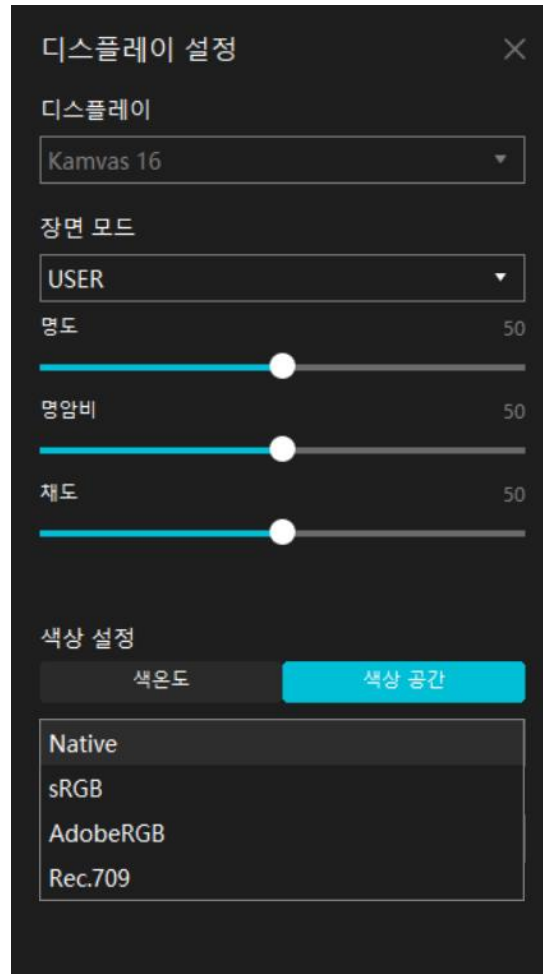 디스플레이 설정
디스플레이
Kamvas 16
장면 모드
USER
명도 50
명암비 50
채도 50
색상 설정
색온도 색상 공간
Native
sRGB
AdobeRGB
Rec.709